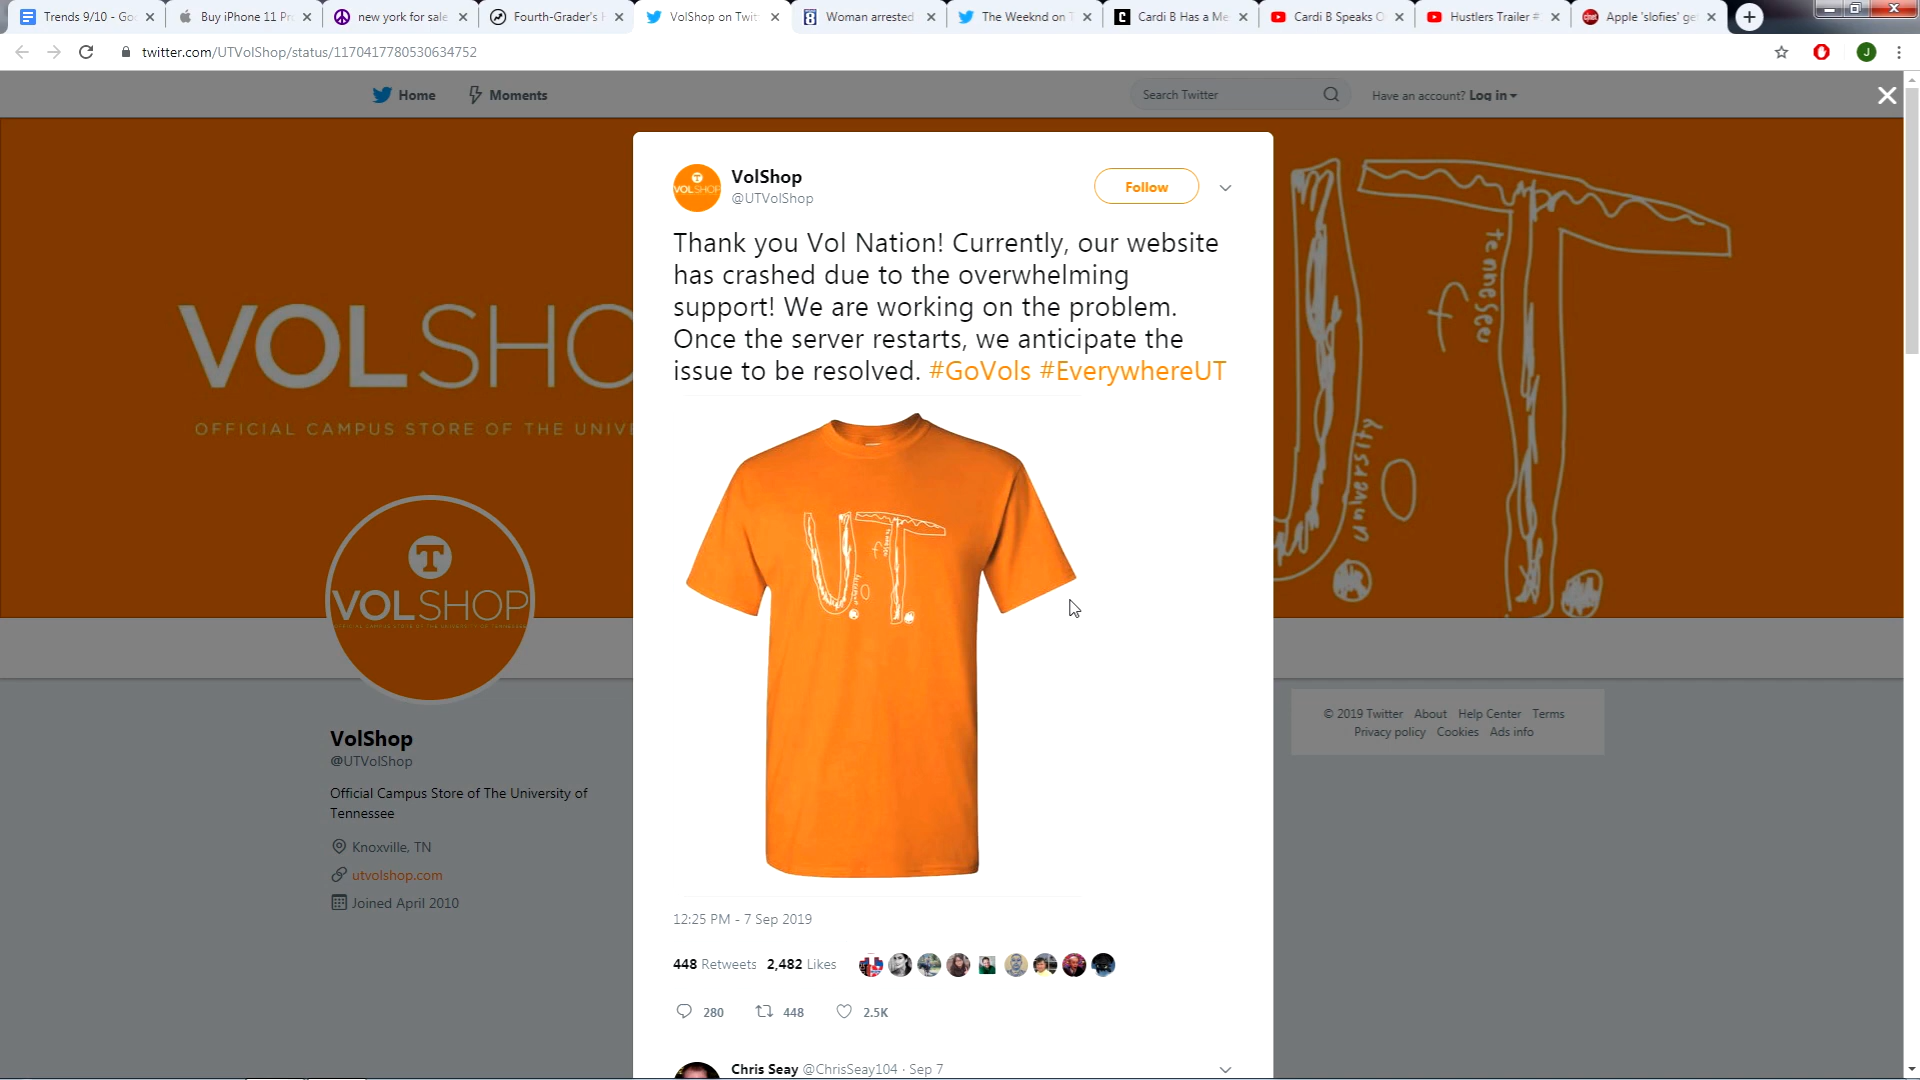 Trends 9/10 - Go
Buy iPhone 11 Pr
new york for sale
Fourth-Grader's
VolShop on Twit
Woman arrested
The Weeknd on
Cardi B Has a Me
Cardi B Speaks O
Hustlers Trailer #
Apple 'slofies' ge
twitter.com/UTVolShop/status/1170417780530634752
J
Home
Moments
Search Twitter
Have an account? Log in
VOLSHO
OFFICIAL CAMPUS STORE OF THE UNIVE
T
VOLSHOP
VOLSHOP
VolShop
@UTVolShop
Follow
Thank you Vol Nation! Currently, our website
has crashed due to the overwhelming
support! We are working on the problem.
Once the server restarts, we anticipate the
issue to be resolved. #GoVols #EverywhereUT
U.T.
university
of
tennessee
U.T.
university
of
tennessee
VolShop
@UTVolShop
Official Campus Store of The University of
Tennessee
Knoxville, TN
utvolshop.com
Joined April 2010
12:25 PM - 7 Sep 2019
448 Retweets 2,482 Likes
280 448 2.5K
Chris Seay @ChrisSeay104 · Sep 7
© 2019 Twitter About Help Center Terms
Privacy policy Cookies Ads info